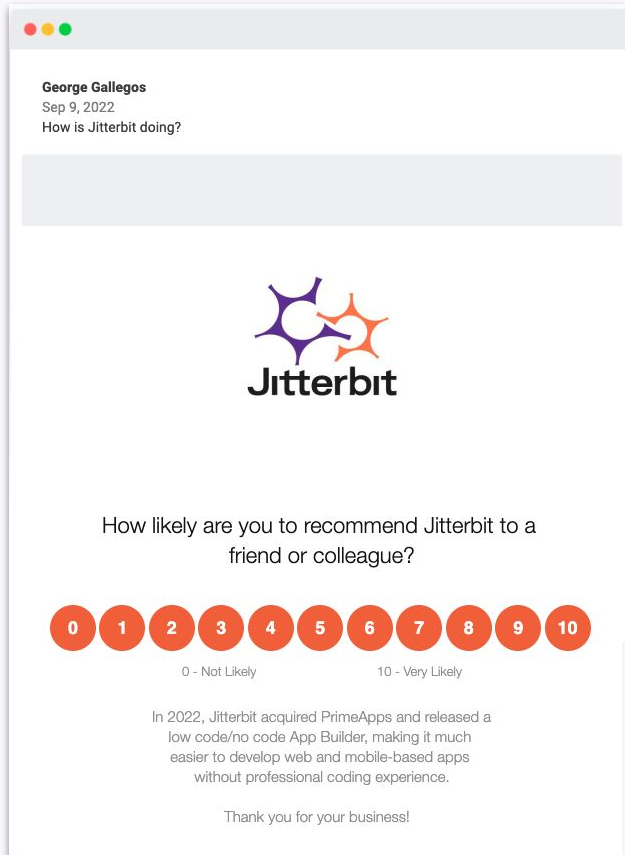 George Gallegos
Sep 9, 2022
How is Jitterbit doing?
Jitterbit
How likely are you to recommend Jitterbit to a
friend or colleague?
0 1 2 3 4 5 6 7 8 9 10
0 - Not Likely 10 - Very Likely
In 2022, Jitterbit acquired PrimeApps and released a
low code/no code App Builder, making it much
easier to develop web and mobile-based apps
without professional coding experience.
Thank you for your business!